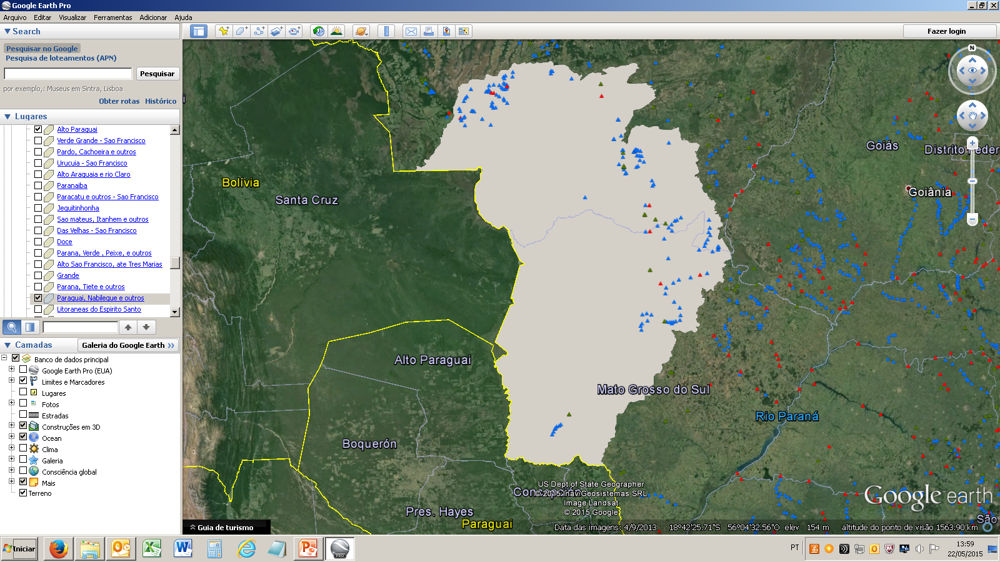 Google Earth Pro
Arquivo Editar Visualizar Ferramentas Adicionar Ajuda
Search
Fazer login
Pesquisar no Google
Pesquisa de loteamentos (APN)
Pesquisar
por exemplo,: Museus em Sintra, Lisboa
Obter rotas Histórico
Lugares
Alto Paraguai
Verde Grande - Sao Francisco
Pardo, Cachoeira e outros
Urucuia - Sao Francisco
Alto Araguaia e rio Claro
Paranaiba
Paracatu e outros - Sao Francisco
Jequitinhonha
Sao mateus, Itanhem e outros
Das Velhas - Sao Francisco
Doce
Parana, Verde , Peixe, e outros
Alto Sao Francisco, ate Tres Marias
Grande
Parana, Tiete e outros
Paraguai, Nabileque e outros
Litoraneas do Espirito Santo
Camadas
Galeria do Google Earth »
Banco de dados principal
Google Earth Pro (EUA)
Limites e Marcadores
Lugares
Fotos
Estradas
Construções em 3D
Ocean
Clima
Galeria
Consciência global
Mais
Terreno
N
Goiás
Distrito Feder
Bolívia
Santa Cruz
Goiânia
Alto Paraguai
Mato Grosso do Sul
Rio Paraná
Boquerón
Concepción
Pres. Hayes
Paraguai
São
US Dept of State Geographer
© 2015 Inav/Geosistemas SRL
Image Landsat
© 2015 Google
Google earth
Guia de turismo
Data das imagens: 4/9/2013 18°42'25.71"S 56°04'32.56"O elev 154 m altitude do ponto de visão 1563.90 km
Iniciar
PRO
PT
13:59
22/05/2015